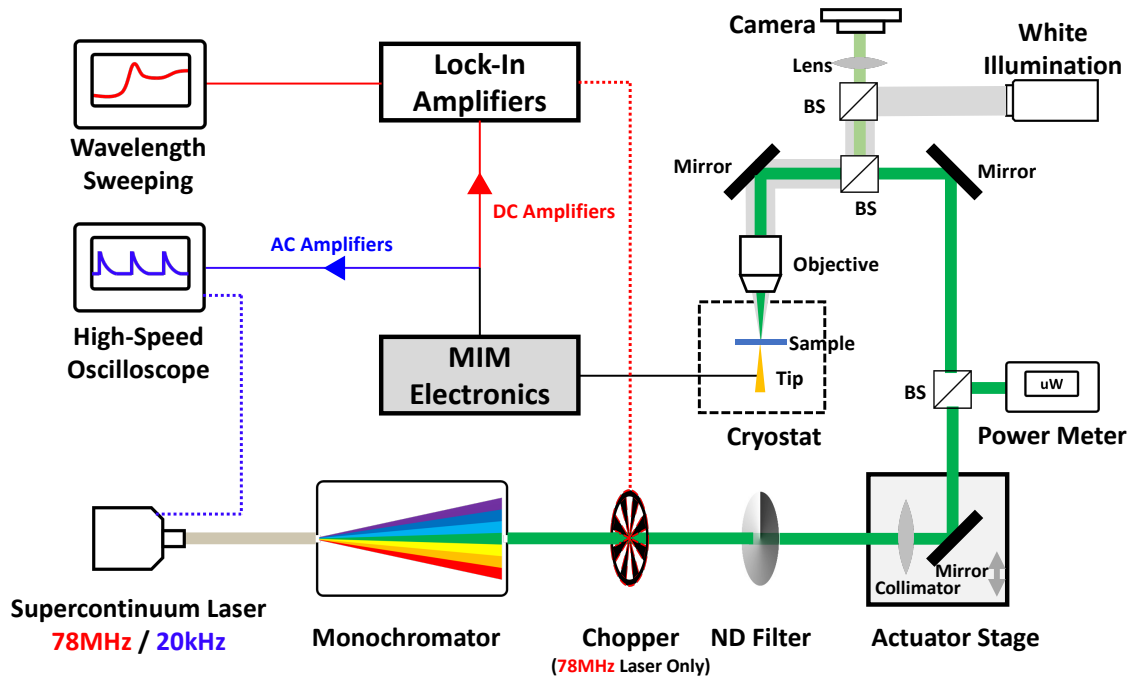 Camera
White
Illumination
Lens
BS
Lock-In
Amplifiers
Wavelength
Sweeping
Mirror
Mirror
BS
DC Amplifiers
AC Amplifiers
Objective
High-Speed
Oscilloscope
MIM
Electronics
Sample
Tip
Cryostat
BS
uW
Power Meter
Collimator
Mirror
Supercontinuum Laser
78MHz / 20kHz
Monochromator
Chopper
(78MHz Laser Only)
ND Filter
Actuator Stage